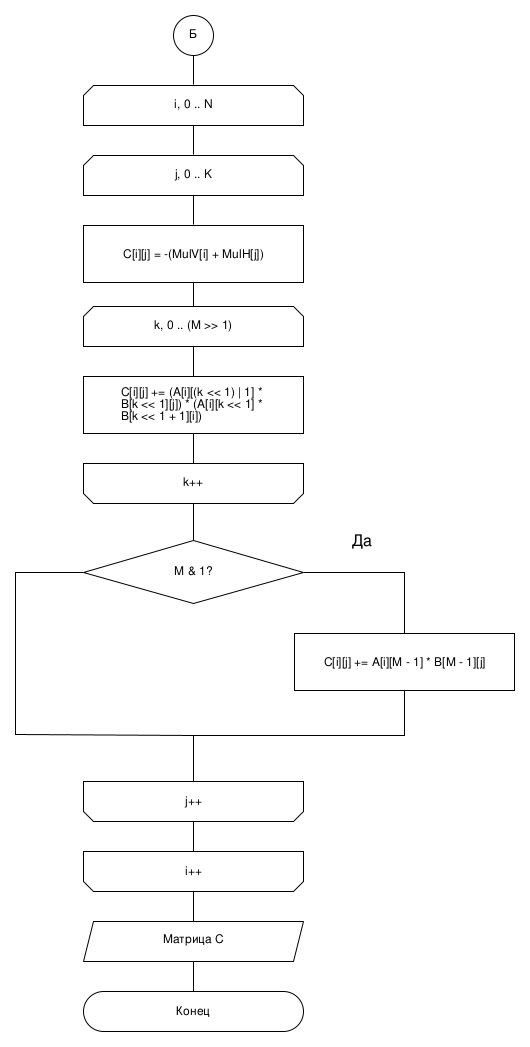 Б
i, 0 .. N
j, 0 .. K
C[i][j] = -(MulV[i] + MulH[j])
k, 0 .. (M >> 1)
C[i][j] += (A[i][(k << 1) | 1] *
B[k << 1][j]) * (A[i][k << 1] *
B[k << 1 + 1][i])
k++
Да
M & 1?
C[i][j] += A[i][M - 1] * B[M - 1][j]
j++
i++
Матрица C
Конец